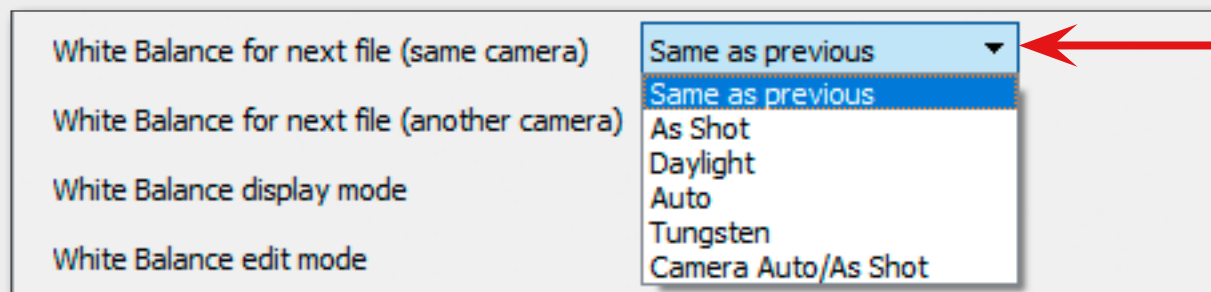 White Balance for next file (same camera) Same as previous
Same as previous
White Balance for next file (another camera) As Shot
Daylight
White Balance display mode Auto
Tungsten
White Balance edit mode Camera Auto/As Shot